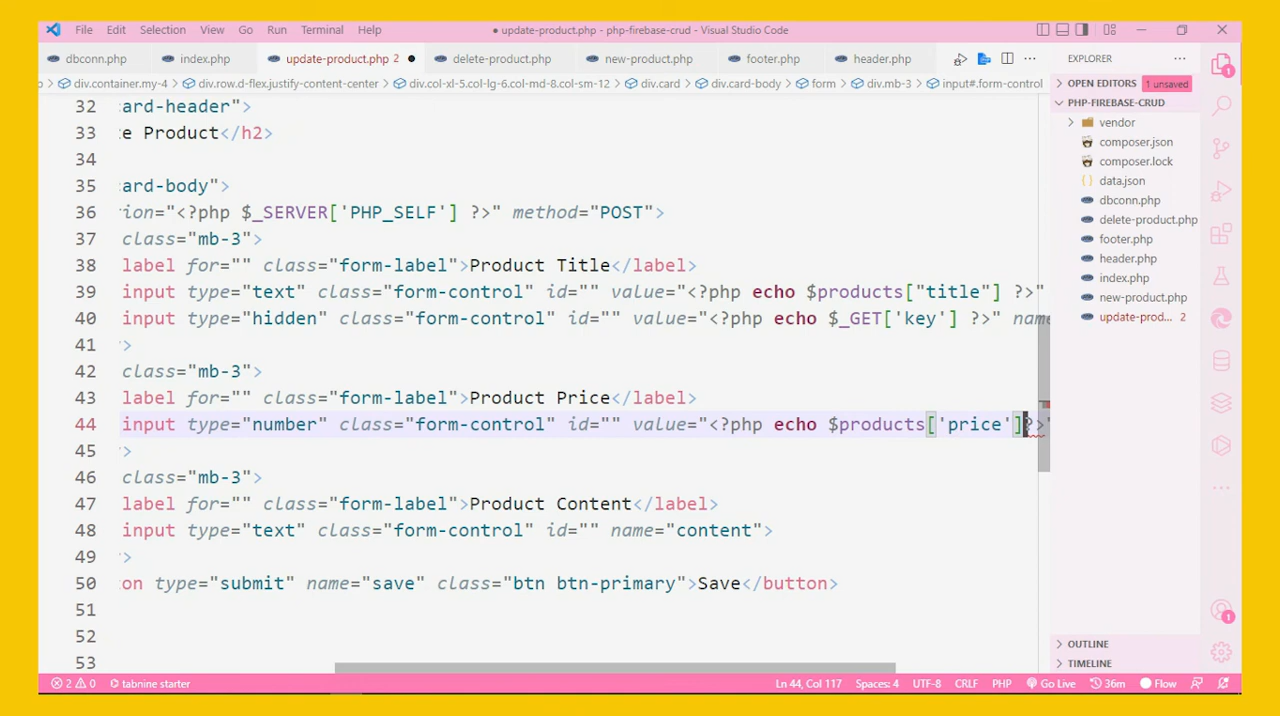 File Edit Selection View Go Run Terminal Help ● update-product.php - php-firebase-crud - Visual Studio Code
dbconn.php index.php update-product.php 2 ● delete-product.php new-product.php footer.php header.php
div.container.my-4 > div.row.d-flex.justify-content-center > div.col-xl-5.col-lg-6.col-md-8.col-sm-12 > div.card > div.card-body > form > div.mb-3 > input#.form-control
32 ard-header">
33 e Product</h2>
34
35 ard-body">
36 ion="<?php $_SERVER['PHP_SELF'] ?>" method="POST">
37 class="mb-3">
38 label for="" class="form-label">Product Title</label>
39 input type="text" class="form-control" id="" value="<?php echo $products["title"] ?>"
40 input type="hidden" class="form-control" id="" value="<?php echo $_GET['key'] ?>" nam
41 >
42 class="mb-3">
43 label for="" class="form-label">Product Price</label>
44 input type="number" class="form-control" id="" value="<?php echo $products['price']?>"
45 >
46 class="mb-3">
47 label for="" class="form-label">Product Content</label>
48 input type="text" class="form-control" id="" name="content">
49 >
50 on type="submit" name="save" class="btn btn-primary">Save</button>
51
52
53
EXPLORER ···
OPEN EDITORS 1 unsaved
PHP-FIREBASE-CRUD
vendor
composer.json
composer.lock
data.json
dbconn.php
delete-product.php
footer.php
header.php
index.php
new-product.php
update-prod... 2
OUTLINE
TIMELINE
1
1
2 0 tabnine starter Ln 44, Col 117 Spaces: 4 UTF-8 CRLF PHP Go Live 36m Flow